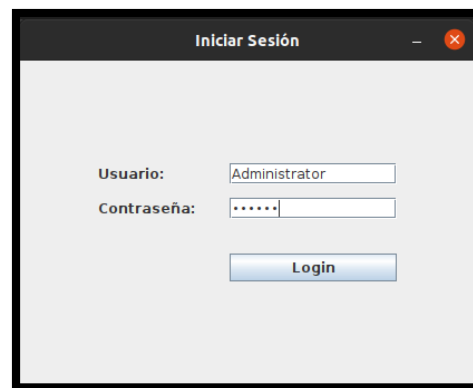 Iniciar Sesión
Usuario: Administrator
Contraseña: ••••••
Login